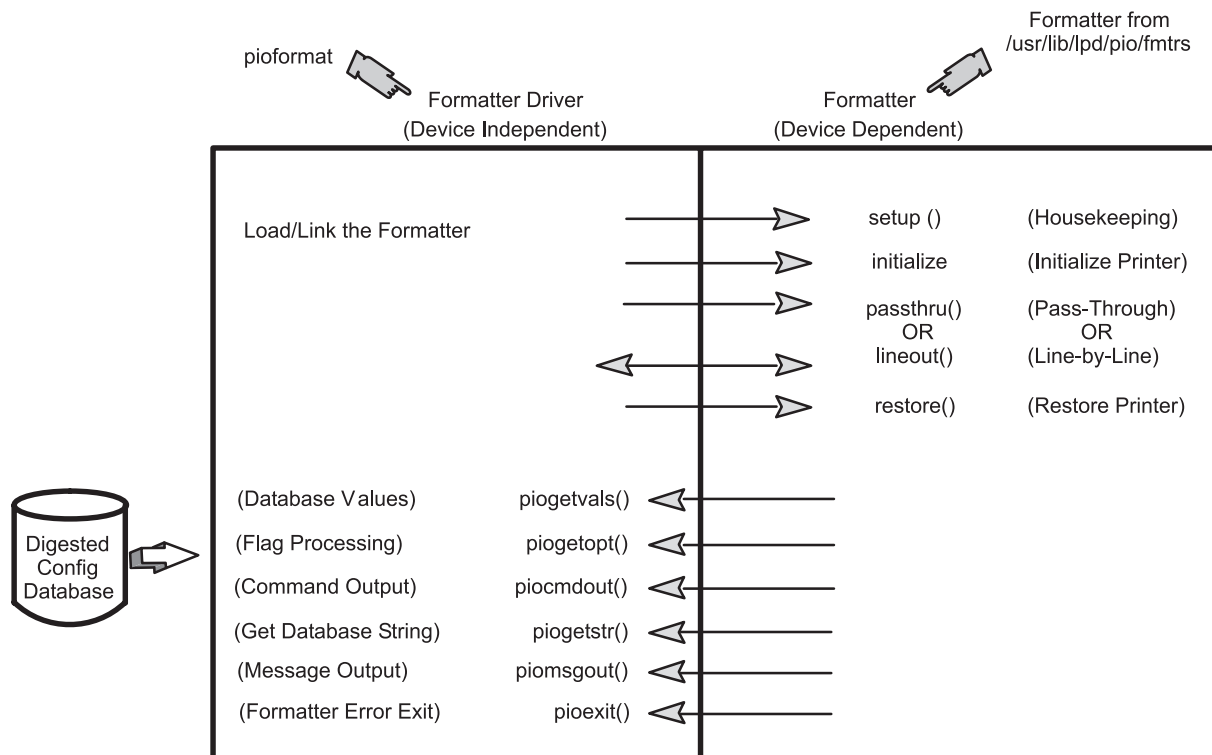 pioformat
Formatter from
/usr/lib/lpd/pio/fmtrs
Formatter Driver
(Device Independent)
Formatter
(Device Dependent)
Load/Link the Formatter
setup () (Housekeeping)
initialize (Initialize Printer)
passthru() (Pass-Through)
OR OR
lineout() (Line-by-Line)
restore() (Restore Printer)
Digested
Config
Database
(Database Values) piogetvals()
(Flag Processing) piogetopt()
(Command Output) piocmdout()
(Get Database String) piogetstr()
(Message Output) piomsgout()
(Formatter Error Exit) pioexit()